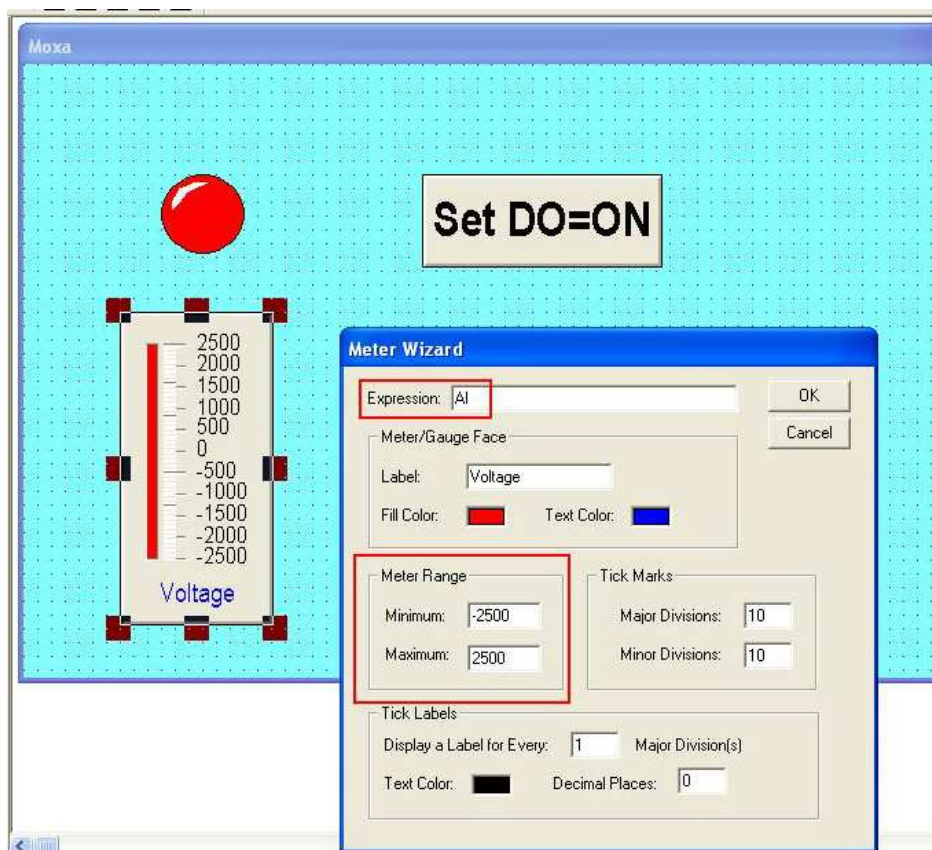 Moxa
Set DO=ON
2500
2000
1500
1000
500
0
-500
-1000
-1500
-2000
-2500
Voltage
Meter Wizard
Expression: AI
OK
Cancel
Meter/Gauge Face
Label: Voltage
Fill Color: Text Color:
Meter Range
Minimum: -2500
Maximum: 2500
Tick Marks
Major Divisions: 10
Minor Divisions: 10
Tick Labels
Display a Label for Every: 1 Major Division(s)
Text Color: Decimal Places: 0